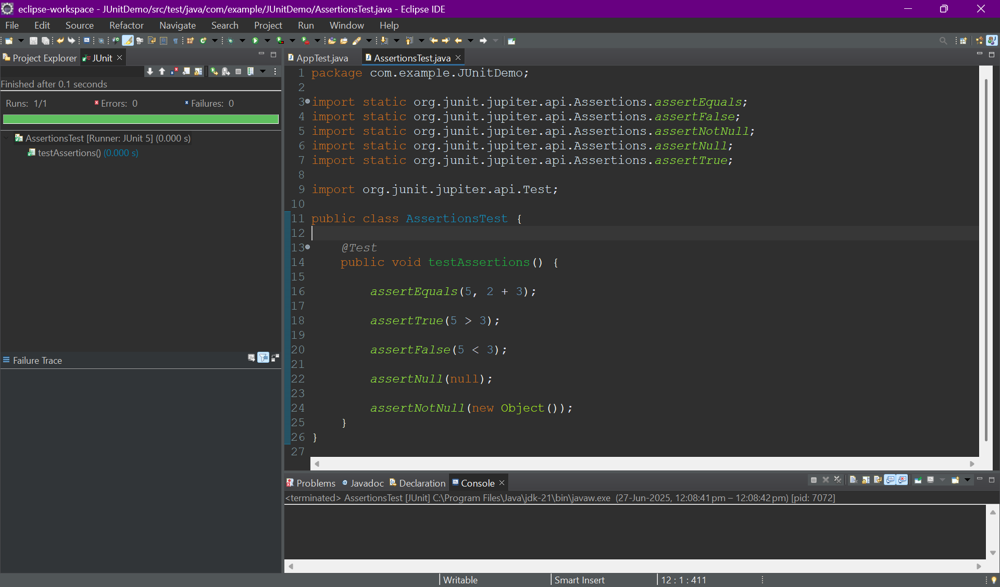 eclipse-workspace - JUnitDemo/src/test/java/com/example/JUnitDemo/AssertionsTest.java - Eclipse IDE
File Edit Source Refactor Navigate Search Project Run Window Help
Project Explorer JUnit
Finished after 0.1 seconds
Runs: 1/1 Errors: 0 Failures: 0
AssertionsTest [Runner: JUnit 5] (0.000 s)
testAssertions() (0.000 s)
Failure Trace
AppTest.java AssertionsTest.java
1 package com.example.JUnitDemo;
2
3 import static org.junit.jupiter.api.Assertions.assertEquals;
4 import static org.junit.jupiter.api.Assertions.assertFalse;
5 import static org.junit.jupiter.api.Assertions.assertNotNull;
6 import static org.junit.jupiter.api.Assertions.assertNull;
7 import static org.junit.jupiter.api.Assertions.assertTrue;
8
9 import org.junit.jupiter.api.Test;
10
11 public class AssertionsTest {
12
13 @Test
14 public void testAssertions() {
15
16 assertEquals(5, 2 + 3);
17
18 assertTrue(5 > 3);
19
20 assertFalse(5 < 3);
21
22 assertNull(null);
23
24 assertNotNull(new Object());
25 }
26 }
27
Problems Javadoc Declaration Console
<terminated> AssertionsTest [JUnit] C:\Program Files\Java\jdk-21\bin\javaw.exe (27-Jun-2025, 12:08:41 pm – 12:08:42 pm) [pid: 7072]
Writable Smart Insert 12 : 1 : 411